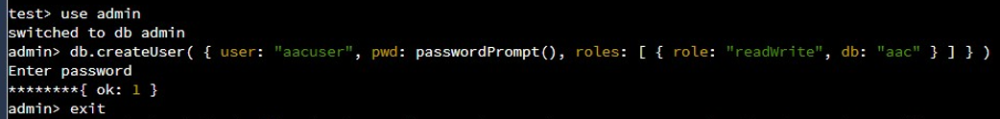 test> use admin
switched to db admin
admin> db.createUser( { user: "aacuser", pwd: passwordPrompt(), roles: [ { role: "readWrite", db: "aac" } ] } )
Enter password
********{ ok: 1 }
admin> exit